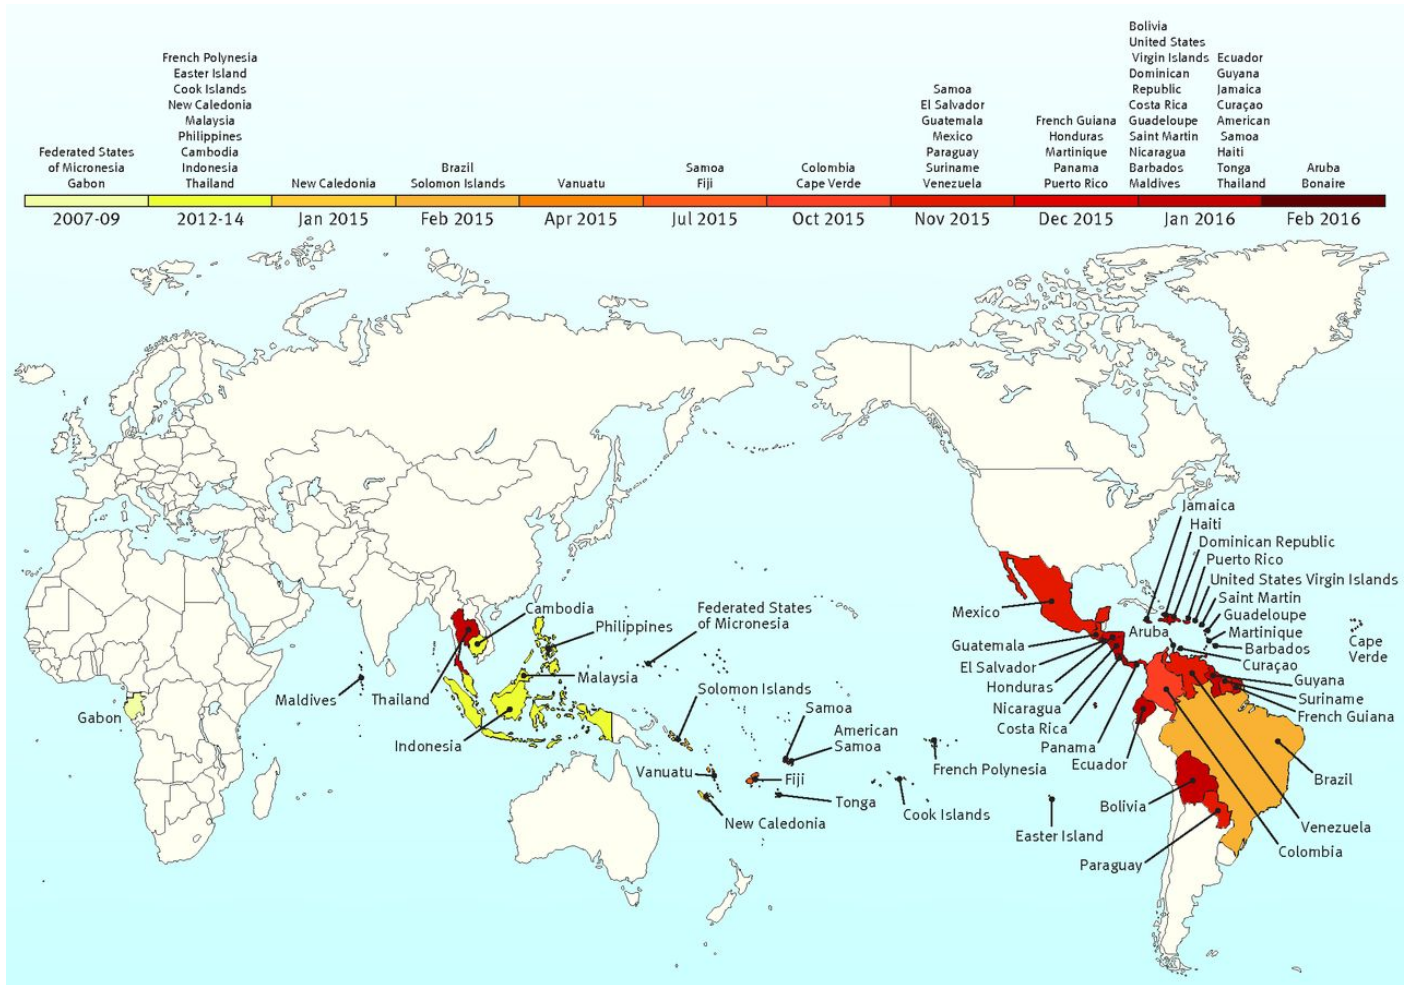 French Polynesia
Easter Island
Cook Islands
New Caledonia
Malaysia
Philippines
Cambodia
Indonesia
Thailand
Federated States
of Micronesia
Gabon
New Caledonia
Brazil
Solomon Islands
Vanuatu
Samoa
Fiji
Colombia
Cape Verde
Samoa
El Salvador
Guatemala
Mexico
Paraguay
Suriname
Venezuela
French Guiana
Honduras
Martinique
Panama
Puerto Rico
Bolivia
United States
Virgin Islands
Dominican
Republic
Costa Rica
Guadeloupe
Saint Martin
Nicaragua
Barbados
Maldives
Ecuador
Guyana
Jamaica
Curaçao
American
Samoa
Haiti
Tonga
Thailand
Aruba
Bonaire
2007-09
2012-14
Jan 2015
Feb 2015
Apr 2015
Jul 2015
Oct 2015
Nov 2015
Dec 2015
Jan 2016
Feb 2016
Jamaica
Haiti
Dominican Republic
Puerto Rico
United States Virgin Islands
Saint Martin
Guadeloupe
Martinique
Barbados
Curaçao
Aruba
Cape
Verde
Guyana
Suriname
French Guiana
Mexico
Guatemala
El Salvador
Honduras
Nicaragua
Costa Rica
Panama
Ecuador
Brazil
Bolivia
Venezuela
Colombia
Paraguay
Cambodia
Philippines
Federated States
of Micronesia
Malaysia
Maldives
Thailand
Gabon
Indonesia
Solomon Islands
Samoa
American
Samoa
Vanuatu
Fiji
French Polynesia
Tonga
New Caledonia
Cook Islands
Easter Island